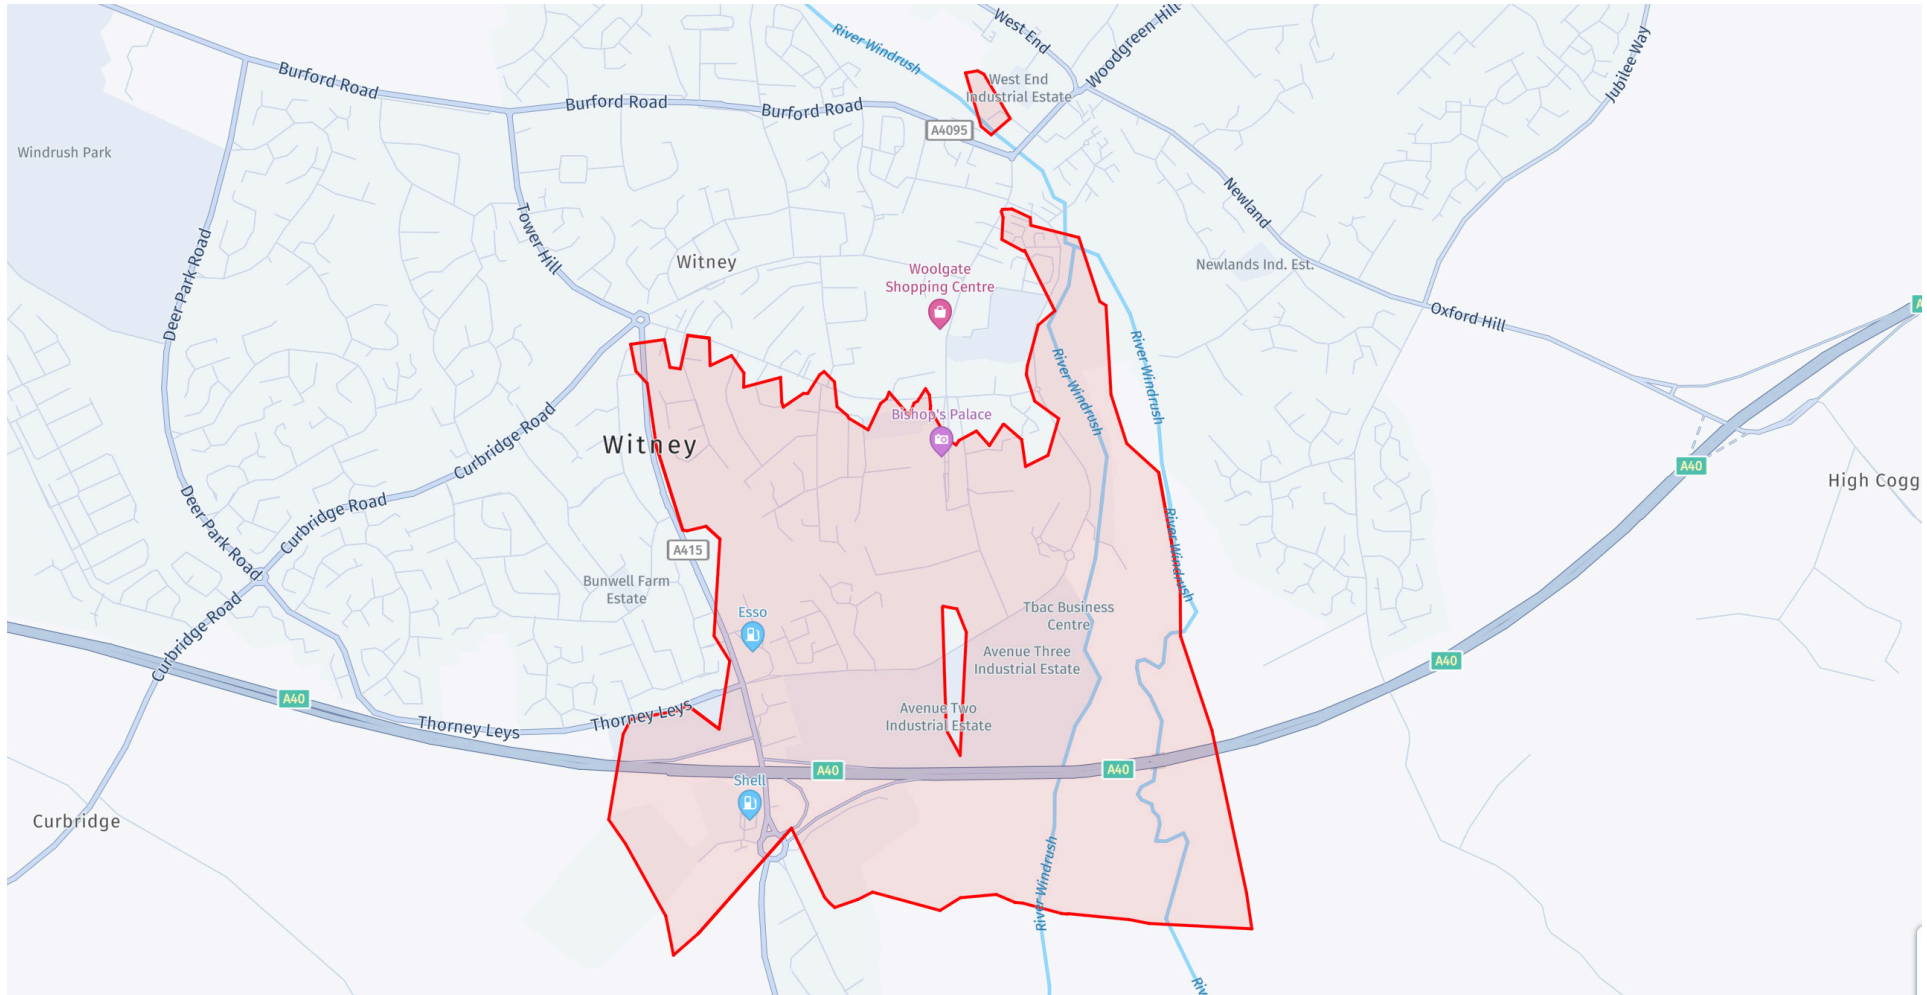 West End
Woodgreen Hill
River Windrush
Jubilee Way
Burford Road
Burford Road
Burford Road
West End
Industrial Estate
A4095
Windrush Park
Newland
Tower Hill
Deer Park Road
Witney
Woolgate
Shopping Centre
Newlands Ind. Est.
Oxford Hill
River Windrush
River Windrush
Bishop's Palace
Witney
Curbridge Road
A40
High Cogg
Curbridge Road
Deer Park Road
A415
River Windrush
Bunwell Farm
Estate
Esso
Tbac Business
Centre
Curbridge Road
Avenue Three
Industrial Estate
A40
A40
Thorney Leys
Thorney Leys
Avenue Two
Industrial Estate
A40
A40
Shell
Curbridge
River Windrush